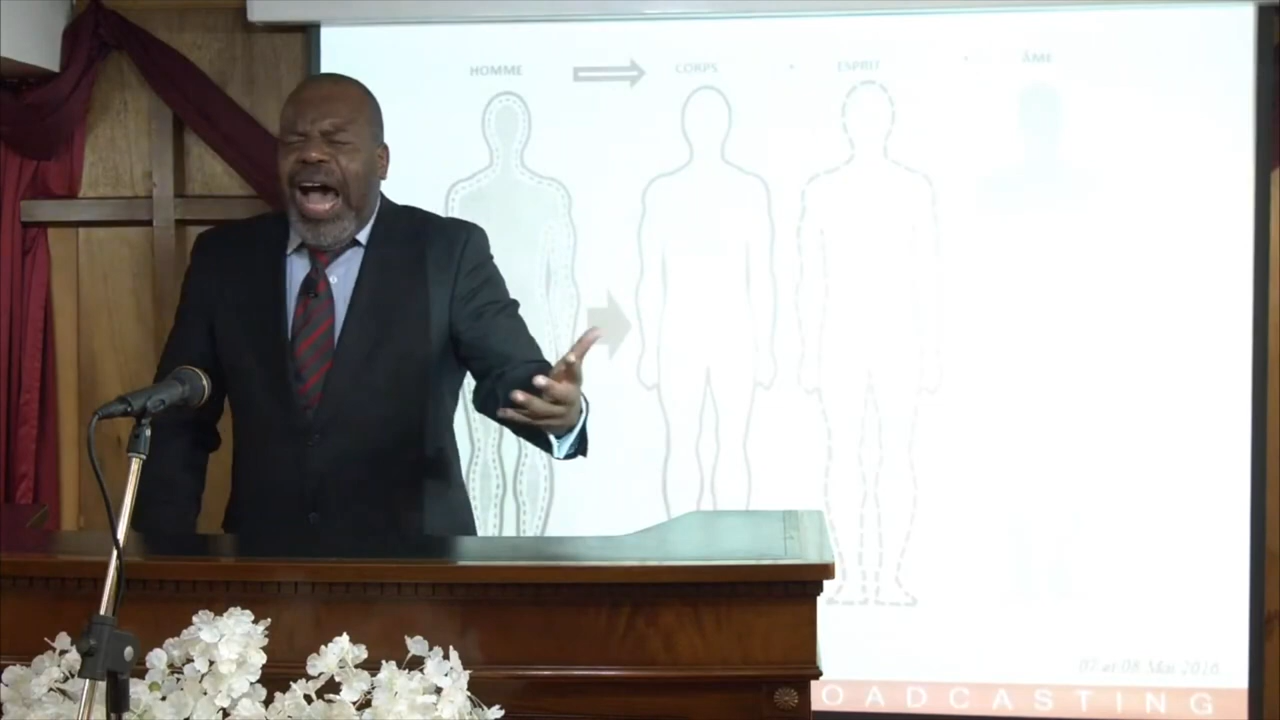 HOMME
CORPS
ESPRIT
ÂME
07 et 08 Mai 2016
OADCASTING